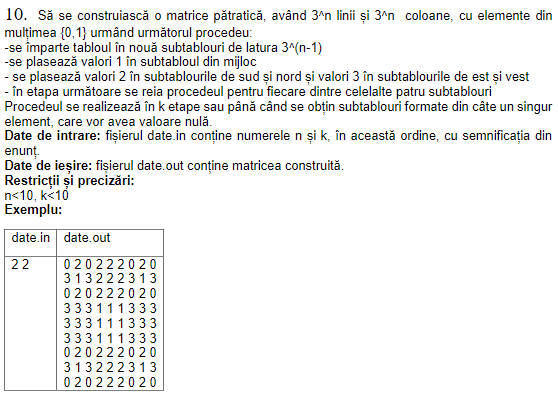 10. Să se construiască o matrice pătratică, având 3^n linii și 3^n coloane, cu elemente din
mulțimea {0,1} urmând următorul procedeu:
-se împarte tabloul în nouă subtablouri de latura 3^(n-1)
-se plasează valori 1 în subtabloul din mijloc
- se plasează valori 2 în subtablourile de sud și nord și valori 3 în subtablourile de est și vest
- în etapa următoare se reia procedeul pentru fiecare dintre celelalte patru subtablouri
Procedeul se realizează în k etape sau până când se obțin subtablouri formate din câte un singur
element, care vor avea valoare nulă.
Date de intrare: fișierul date.in conține numerele n și k, în această ordine, cu semnificația din
enunț.
Date de ieșire: fișierul date.out conține matricea construită.
Restricții și precizări:
n<10, k<10
Exemplu:
date.in date.out
2 2 0 2 0 2 2 2 0 2 0
3 1 3 2 2 2 3 1 3
0 2 0 2 2 2 0 2 0
3 3 3 1 1 1 3 3 3
3 3 3 1 1 1 3 3 3
3 3 3 1 1 1 3 3 3
0 2 0 2 2 2 0 2 0
3 1 3 2 2 2 3 1 3
0 2 0 2 2 2 0 2 0